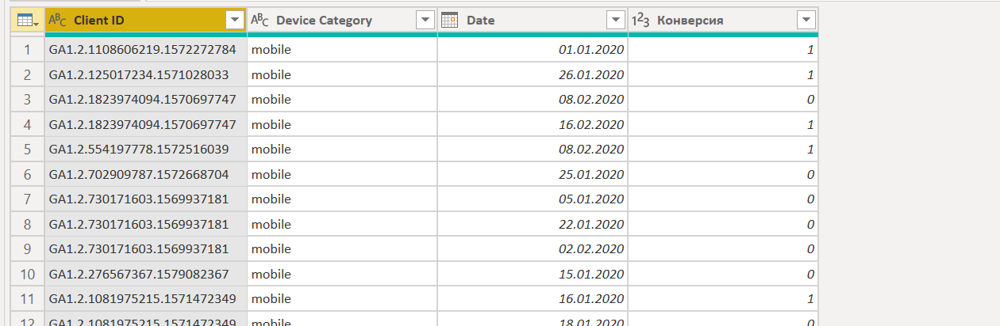 ABC Client ID ABC Device Category Date 123 Конверсия
1 GA1.2.1108606219.1572272784 mobile 01.01.2020 1
2 GA1.2.125017234.1571028033 mobile 26.01.2020 1
3 GA1.2.1823974094.1570697747 mobile 08.02.2020 0
4 GA1.2.1823974094.1570697747 mobile 16.02.2020 1
5 GA1.2.554197778.1572516039 mobile 08.02.2020 1
6 GA1.2.702909787.1572668704 mobile 25.01.2020 0
7 GA1.2.730171603.1569937181 mobile 05.01.2020 0
8 GA1.2.730171603.1569937181 mobile 22.01.2020 0
9 GA1.2.730171603.1569937181 mobile 02.02.2020 0
10 GA1.2.276567367.1579082367 mobile 15.01.2020 0
11 GA1.2.1081975215.1571472349 mobile 16.01.2020 1
12 GA1.2.1081975215.1571472349 mobile 18.01.2020 0